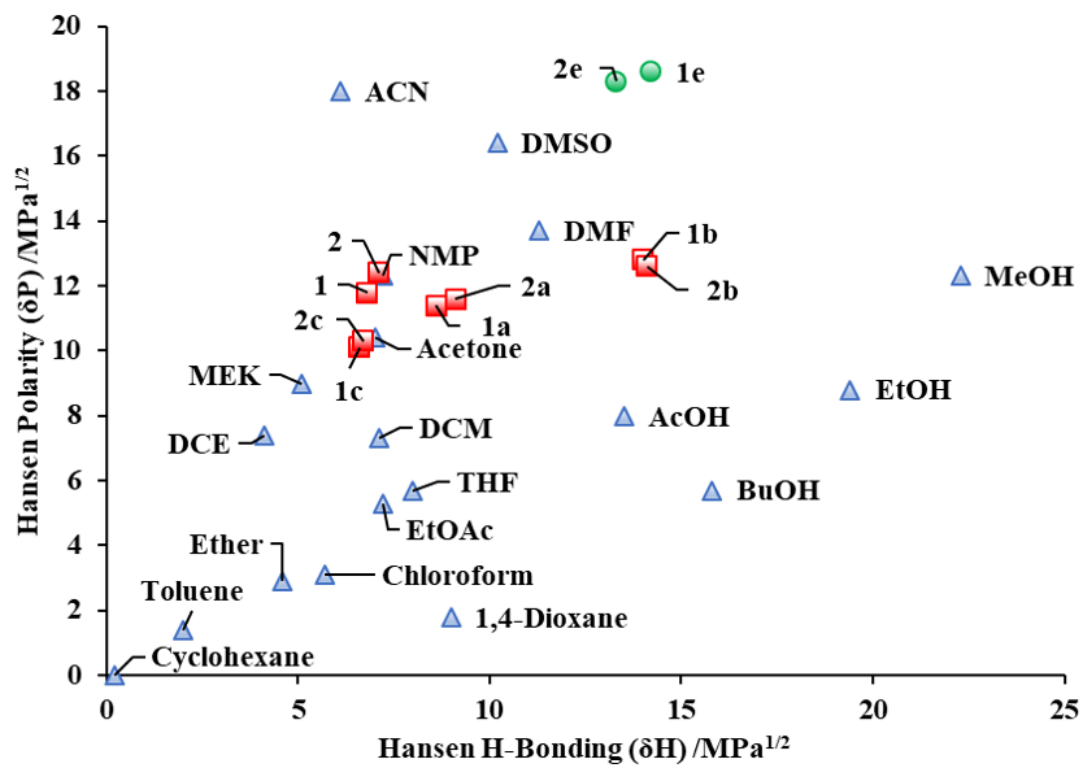 20
18
16
14
12
10
8
6
4
2
0
0
5
10
15
20
25
Hansen Polarity (δP) /MPa1/2
Hansen H-Bonding (δH) /MPa1/2
2e
1e
ACN
DMSO
DMF
1b
2
NMP
1
2a
2b
MeOH
2c
1a
Acetone
MEK
1c
EtOH
DCE
DCM
AcOH
THF
BuOH
EtOAc
Ether
Chloroform
Toluene
1,4-Dioxane
Cyclohexane